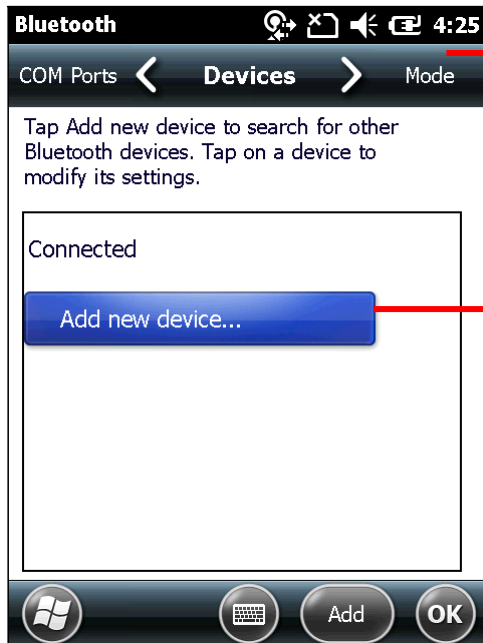 Bluetooth 4:25
COM Ports Devices Mode
Tap Add new device to search for other
Bluetooth devices. Tap on a device to
modify its settings.
Connected
Add new device...
Add OK